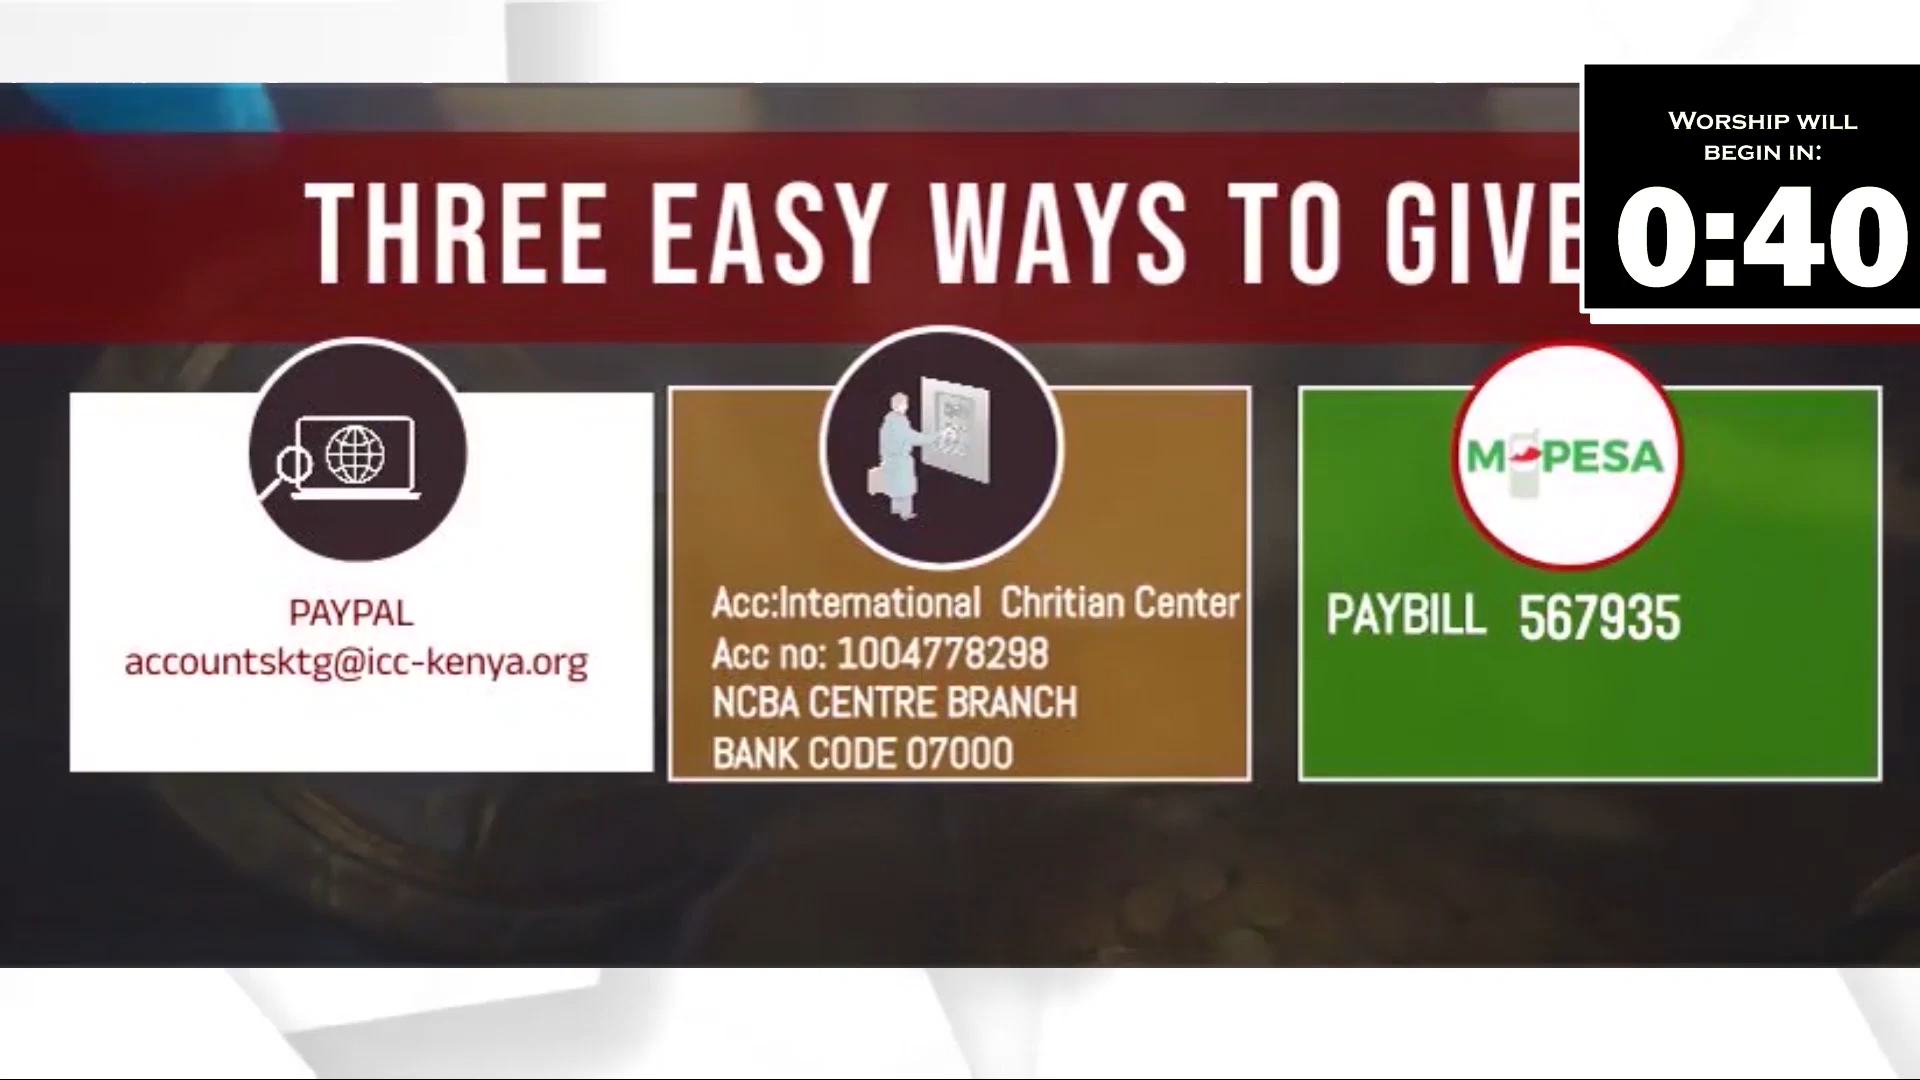 THREE EASY WAYS TO GIVE
WORSHIP WILL
BEGIN IN:
0:40
PAYPAL
accountsktg@icc-kenya.org
Acc:International Chritian Center
Acc no: 1004778298
NCBA CENTRE BRANCH
BANK CODE 07000
M-PESA
PAYBILL 567935